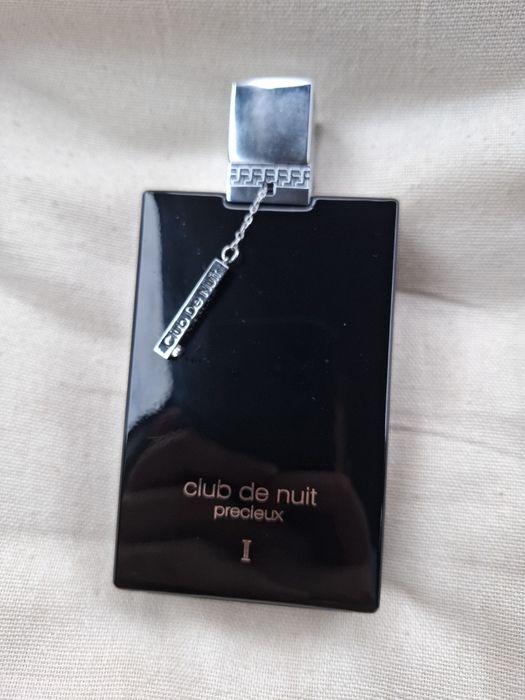 Club De Nuit
club de nuit
precieux
I